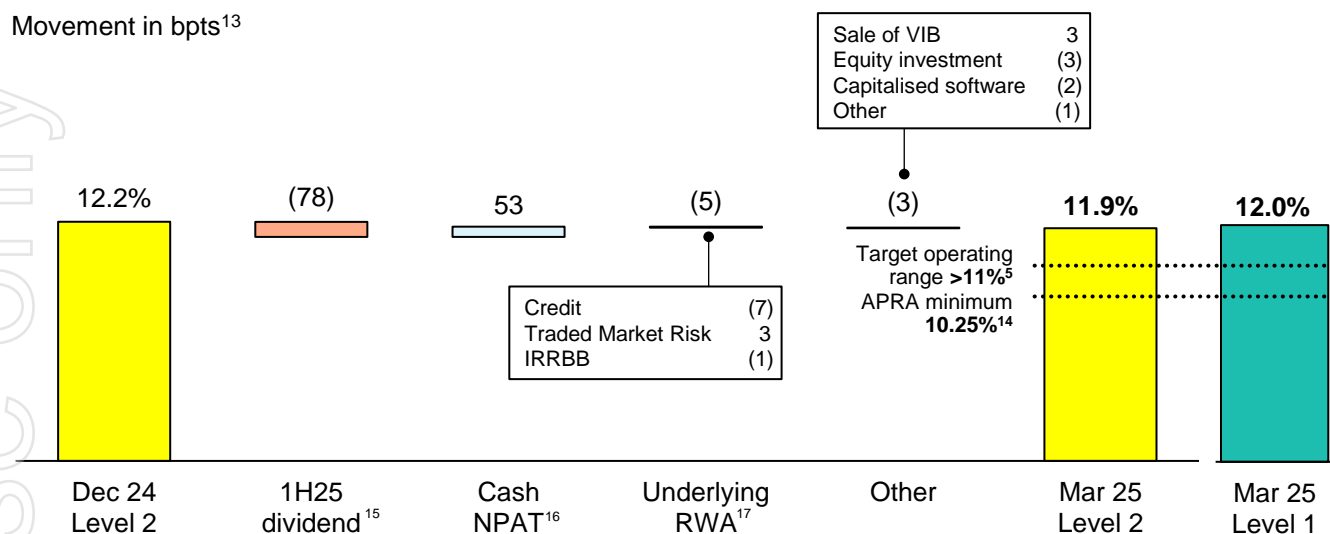 Movement in bpts¹³
Sale of VIB 3
Equity investment (3)
Capitalised software (2)
Other (1)
12.2%
(78)
53
(5)
(3)
11.9%
12.0%
Target operating
range >11%⁵
APRA minimum
10.25%¹⁴
Credit (7)
Traded Market Risk 3
IRRBB (1)
Dec 24
Level 2
1H25
dividend¹⁵
Cash
NPAT¹⁶
Underlying
RWA¹⁷
Other
Mar 25
Level 2
Mar 25
Level 1